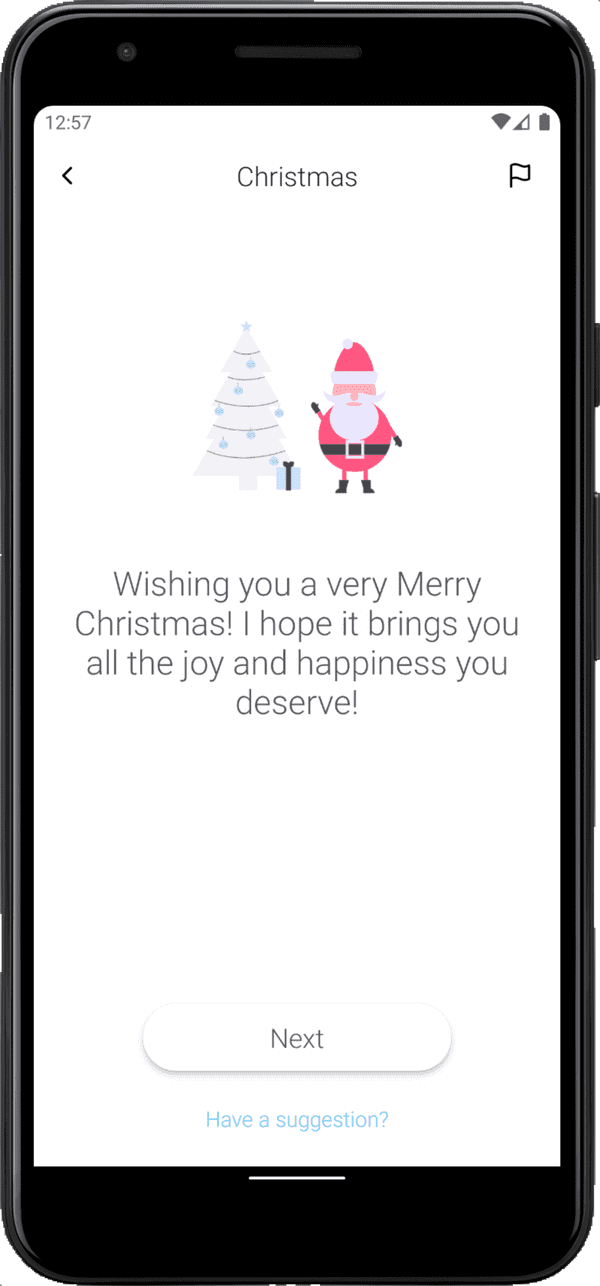 12:57
Christmas
Wishing you a very Merry
Christmas! I hope it brings you
all the joy and happiness you
deserve!
Next
Have a suggestion?